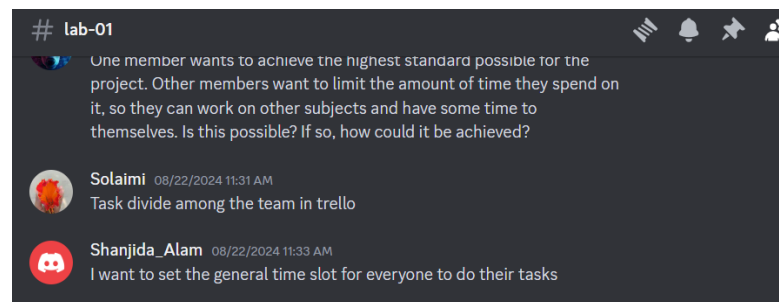 # lab-01
One member wants to achieve the highest standard possible for the
project. Other members want to limit the amount of time they spend on
it, so they can work on other subjects and have some time to
themselves. Is this possible? If so, how could it be achieved?
Solaimi 08/22/2024 11:31 AM
Task divide among the team in trello
Shanjida_Alam 08/22/2024 11:33 AM
I want to set the general time slot for everyone to do their tasks